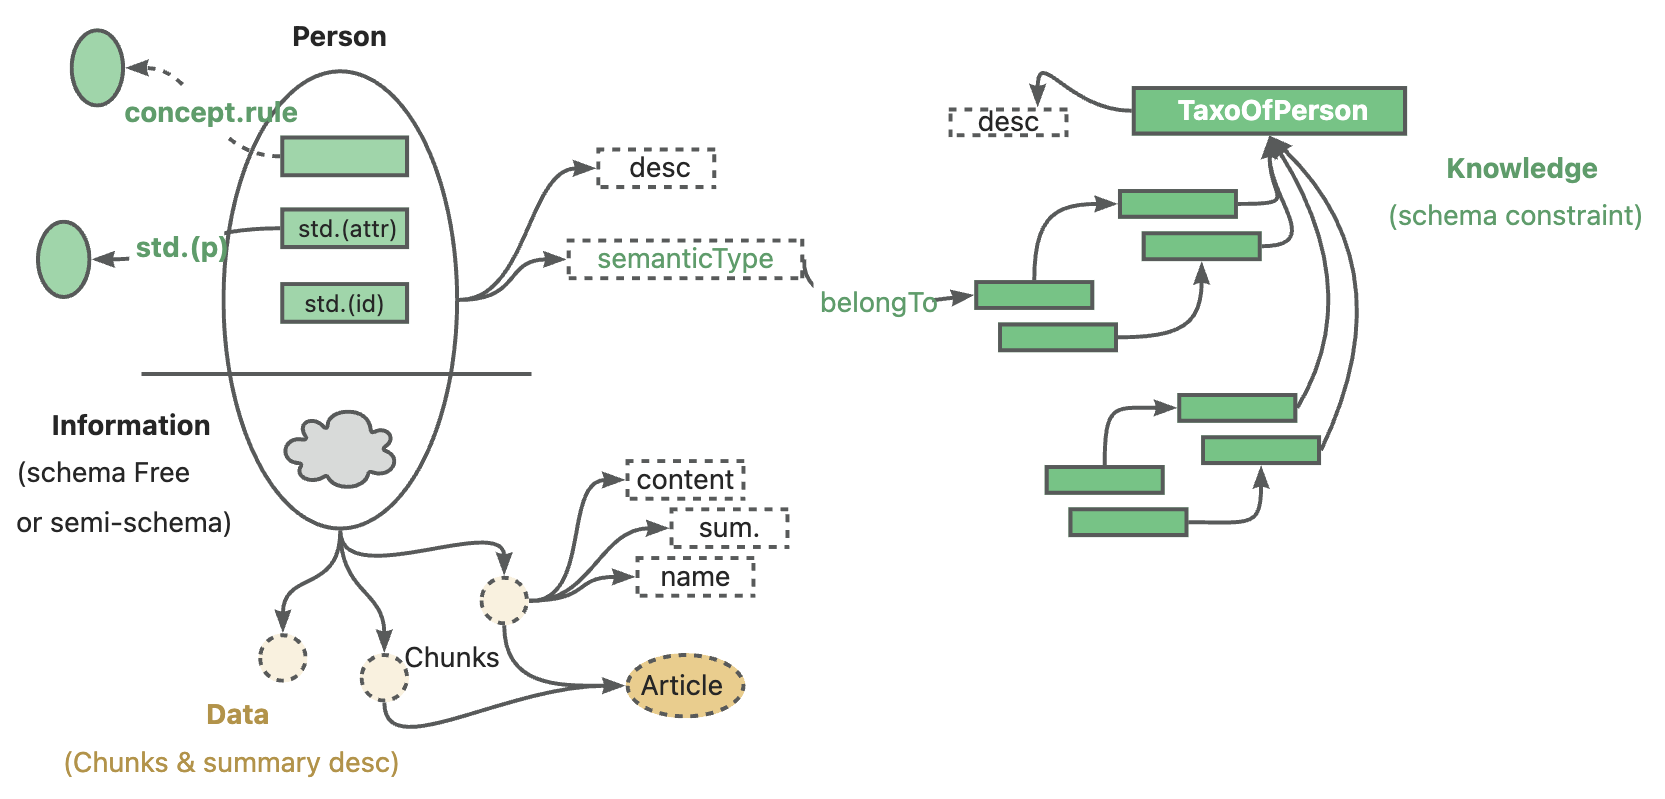 Person
concept.rule
desc
TaxoOfPerson
desc
Knowledge
(schema constraint)
std.(attr)
std.(p)
semanticType
std.(id)
belongTo
Information
(schema Free
or semi-schema)
content
sum.
name
Chunks
Article
Data
(Chunks & summary desc)